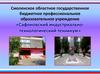 Смоленское областное государственное
бюджетное профессиональное
образовательное учреждение
«Сафоновский индустриально-
технологический техникум»